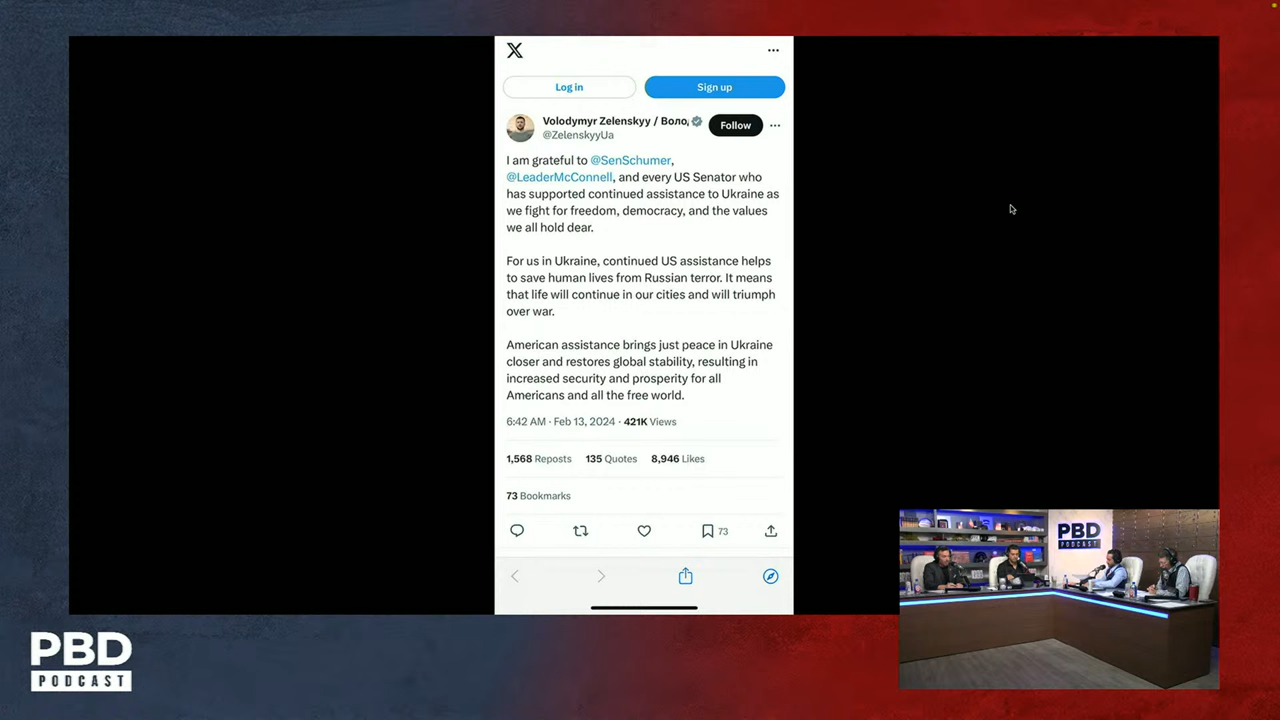 X
Log in
Sign up
Volodymyr Zelenskyy / Воло
@ZelenskyyUa
Follow
I am grateful to @SenSchumer,
@LeaderMcConnell, and every US Senator who
has supported continued assistance to Ukraine as
we fight for freedom, democracy, and the values
we all hold dear.
For us in Ukraine, continued US assistance helps
to save human lives from Russian terror. It means
that life will continue in our cities and will triumph
over war.
American assistance brings just peace in Ukraine
closer and restores global stability, resulting in
increased security and prosperity for all
Americans and all the free world.
6:42 AM · Feb 13, 2024 · 421K Views
1,568 Reposts 135 Quotes 8,946 Likes
73 Bookmarks
73
PBD
PODCAST
PBD
PODCAST